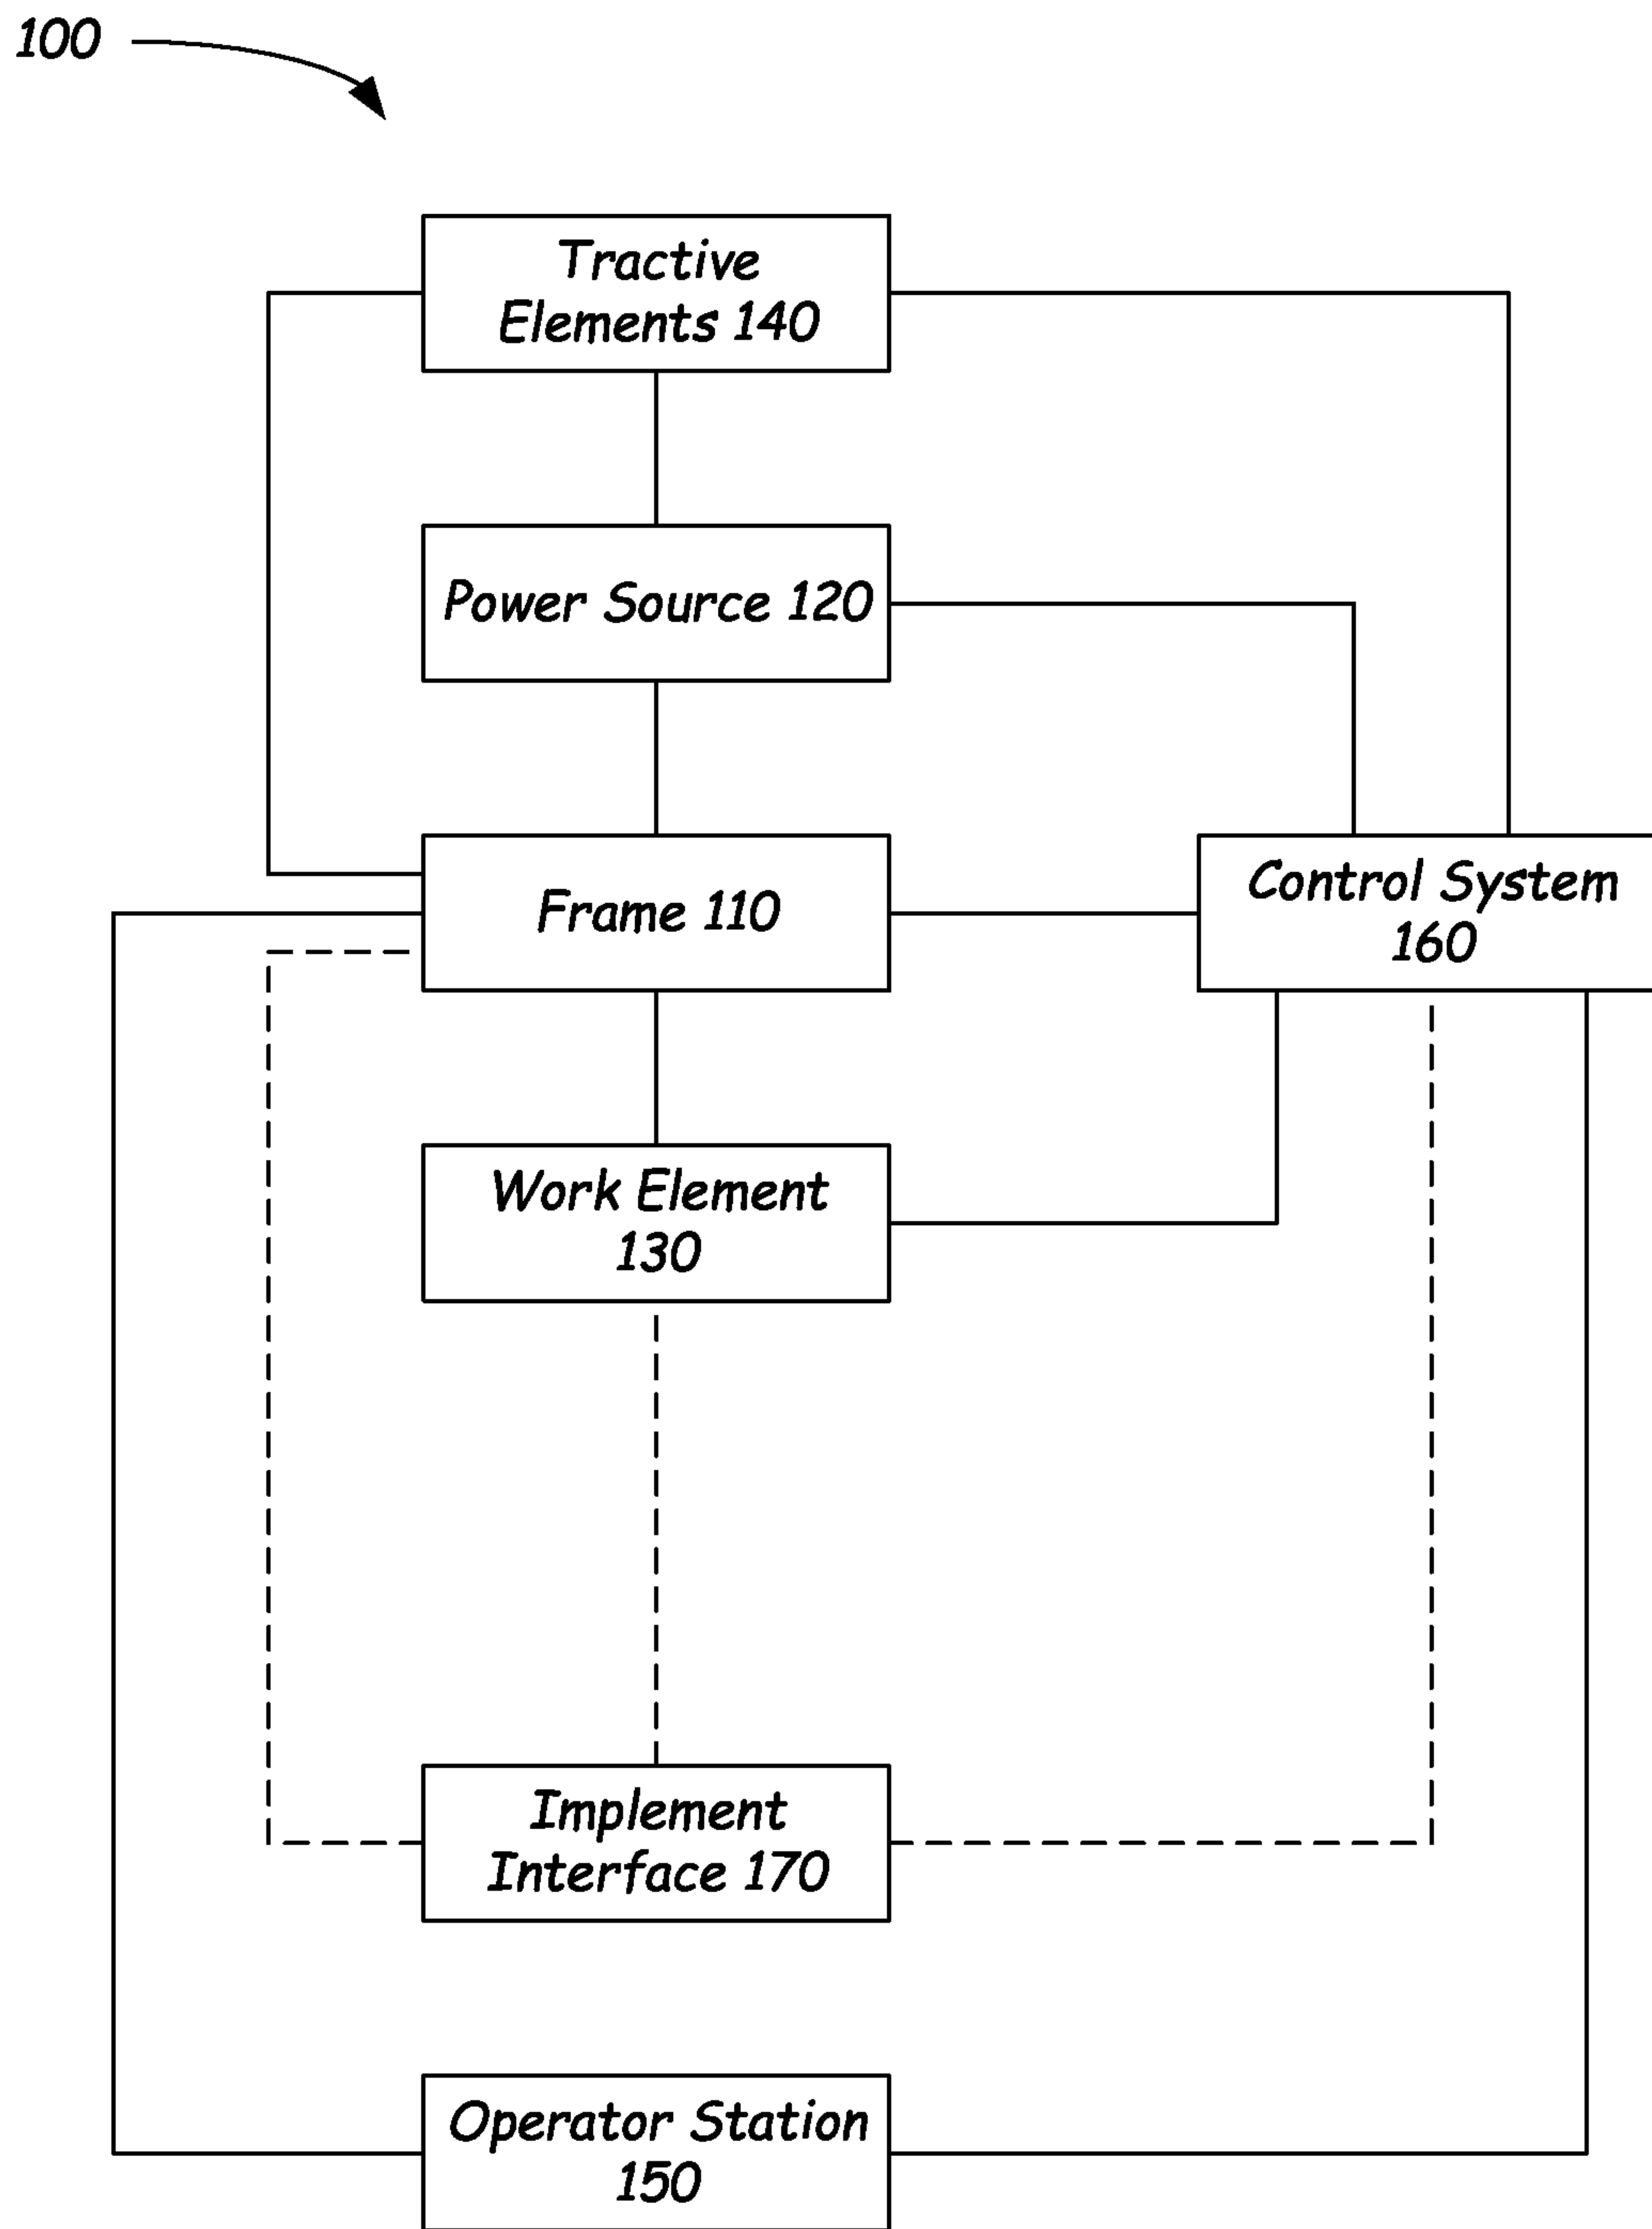 100
Tractive
Elements 140
Power Source 120
Frame 110
Control System
160
Work Element
130
Implement
Interface 170
Operator Station
150